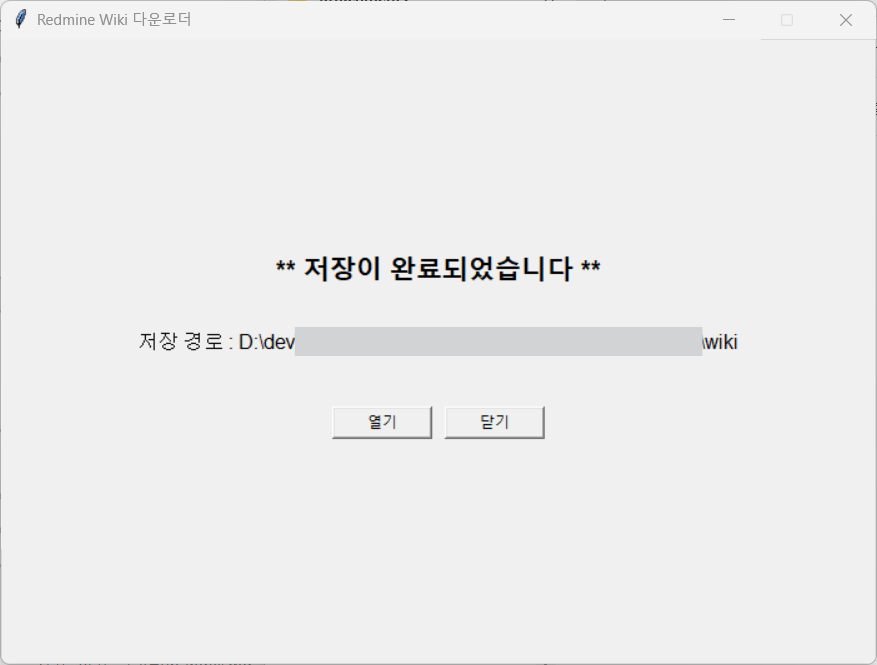 Redmine Wiki 다운로더
** 저장이 완료되었습니다 **
저장 경로 : D:\dev \wiki
열기 닫기